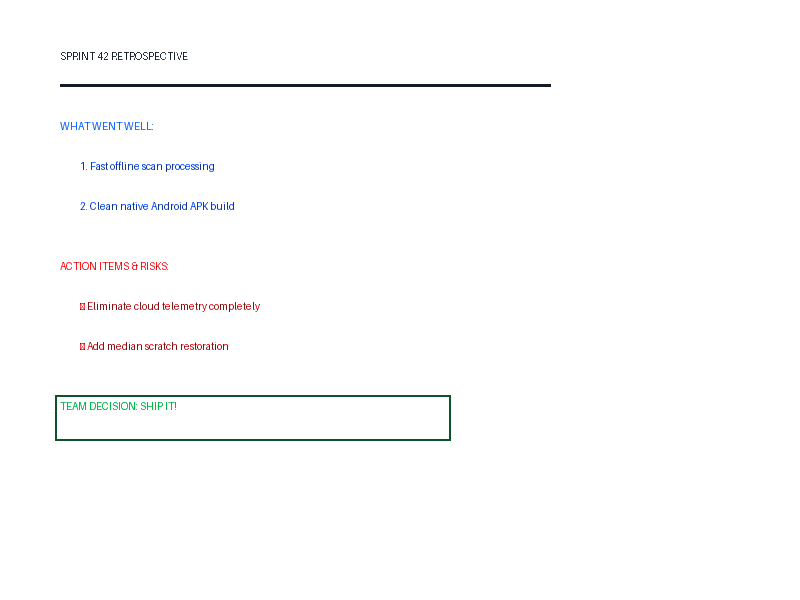 SPRINT 42 RETROSPECTIVE
WHAT WENT WELL:
1. Fast offline scan processing
2. Clean native Android APK build
ACTION ITEMS & RISKS:
Eliminate cloud telemetry completely
Add median scratch restoration
TEAM DECISION: SHIP IT!